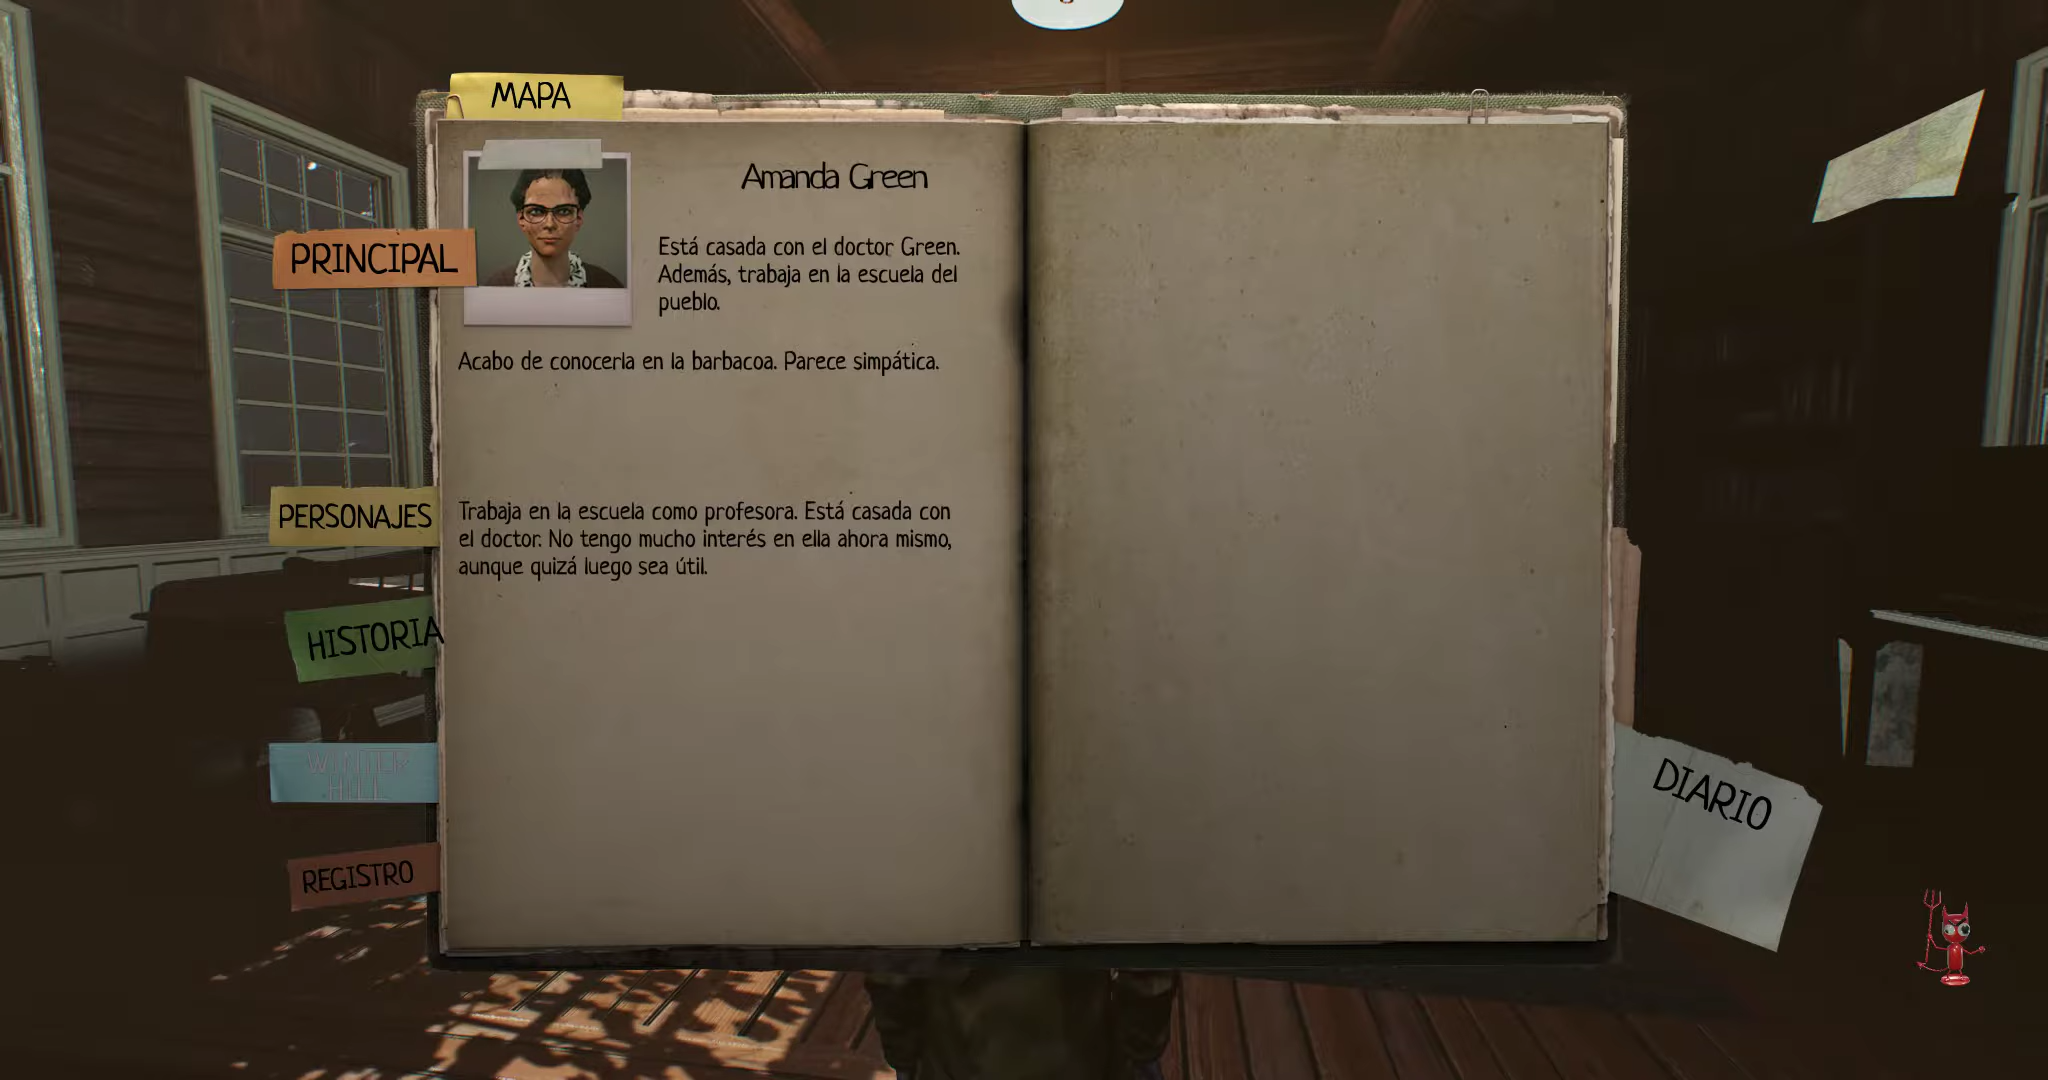 MAPA
Amanda Green
PRINCIPAL
Está casada con el doctor Green.
Además, trabaja en la escuela del
pueblo.
Acabo de conocerla en la barbacoa. Parece simpática.
PERSONAJES
Trabaja en la escuela como profesora. Está casada con
el doctor. No tengo mucho interés en ella ahora mismo,
aunque quizá luego sea útil.
HISTORIA
WINTER
HILL
DIARIO
REGISTRO